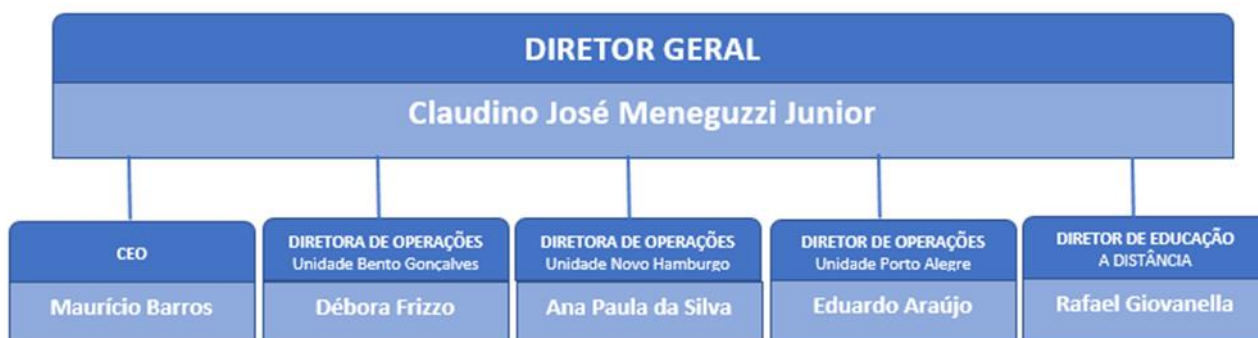 DIRETOR GERAL
Claudino José Meneguzzi Junior
CEO
Maurício Barros
DIRETORA DE OPERAÇÕES
Unidade Bento Gonçalves
Débora Frizzo
DIRETORA DE OPERAÇÕES
Unidade Novo Hamburgo
Ana Paula da Silva
DIRETOR DE OPERAÇÕES
Unidade Porto Alegre
Eduardo Araújo
DIRETOR DE EDUCAÇÃO
A DISTÂNCIA
Rafael Giovanella